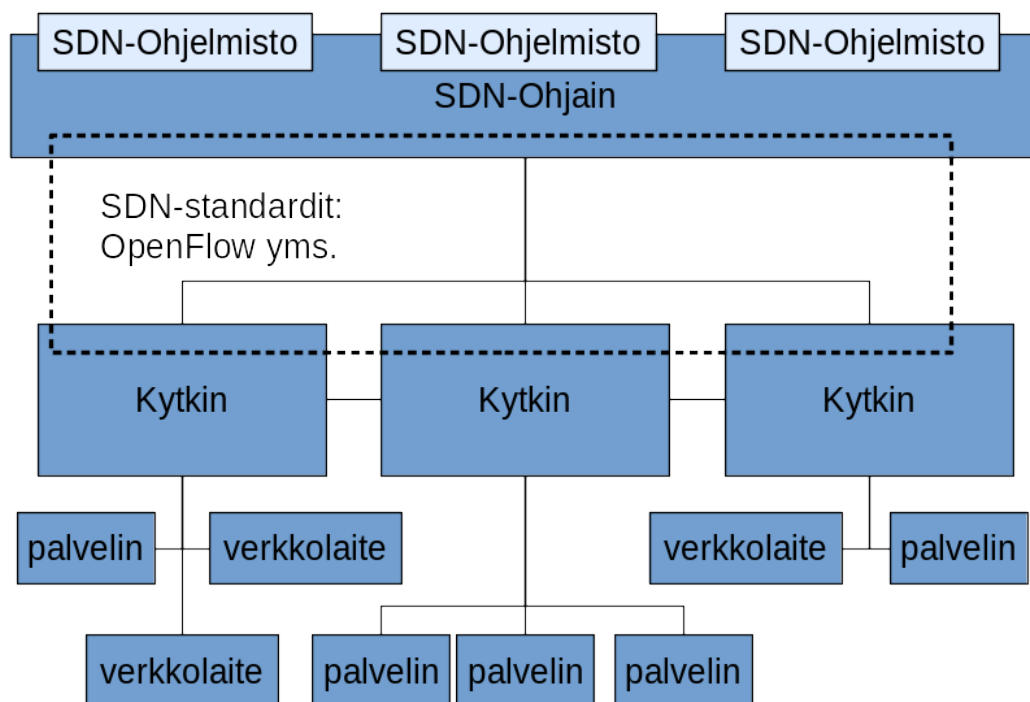 SDN-Ohjelmisto SDN-Ohjelmisto SDN-Ohjelmisto
SDN-Ohjain
SDN-standardit:
OpenFlow yms.
Kytkin Kytkin Kytkin
palvelin verkkolaite verkkolaite palvelin
verkkolaite palvelin palvelin palvelin